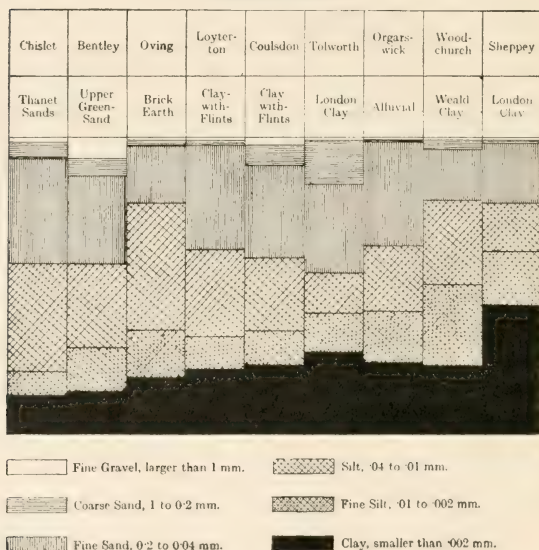 Chislet Bentley Oving Loyter- Coulsdon Tolworth Orgars- Wood- Sheppey
ton wick church
Thanet Upper Brick Clay- Clay London Alluvial Weald London
Sands Green- Earth with- with Clay Clay Clay
Sand Flints Flints
Fine Gravel, larger than 1 mm.
Silt, ·04 to ·01 mm.
Coarse Sand, 1 to 0·2 mm.
Fine Silt, ·01 to ·002 mm.
Fine Sand, 0·2 to 0·04 mm.
Clay, smaller than ·002 mm.